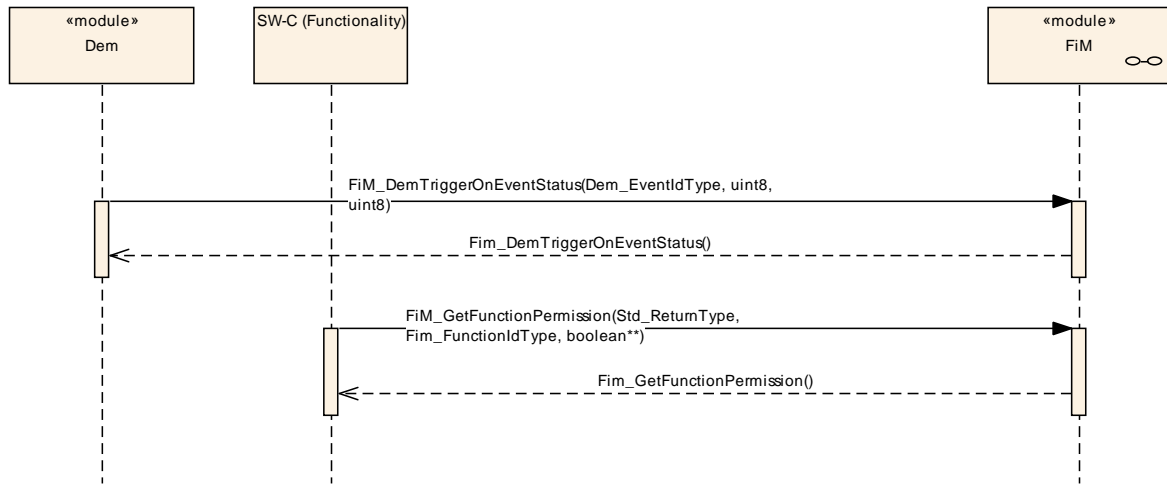 «module»
Dem
SW-C (Functionality)
«module»
FiM
FiM_DemTriggerOnEventStatus(Dem_EventIdType, uint8,
uint8)
Fim_DemTriggerOnEventStatus()
FiM_GetFunctionPermission(Std_ReturnType,
Fim_FunctionIdType, boolean**)
Fim_GetFunctionPermission()